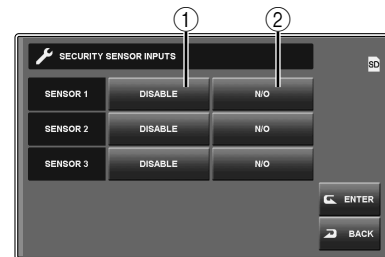 ① ②
SECURITY SENSOR INPUTS
SD
SENSOR 1 DISABLE N/O
SENSOR 2 DISABLE N/O
SENSOR 3 DISABLE N/O
ENTER
BACK